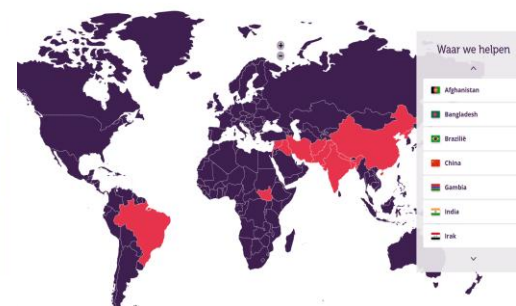 Waar we helpen
Afghanistan
Bangladesh
Brazilië
China
Gambia
India
Irak